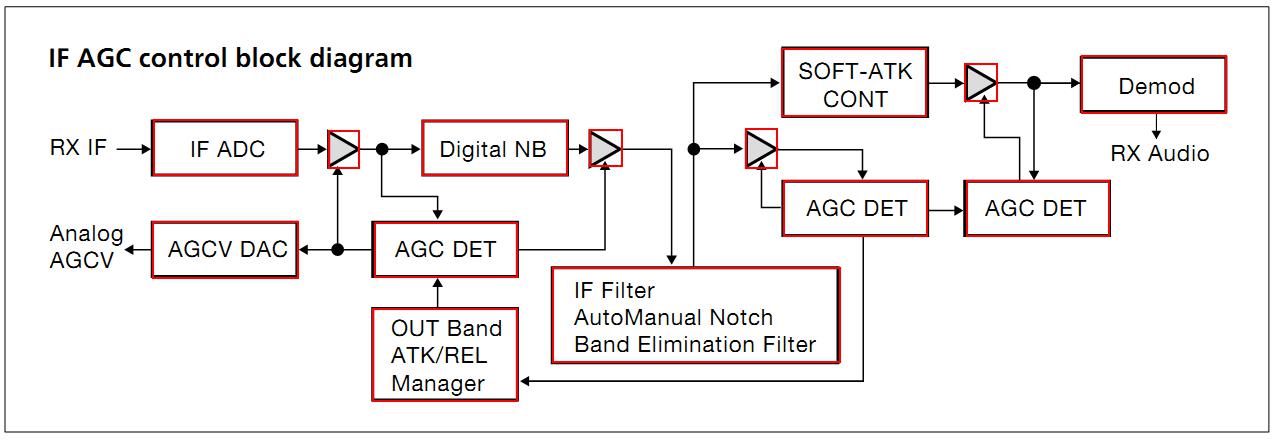 IF AGC control block diagram
SOFT-ATK
CONT
Demod
RX IF
IF ADC
Digital NB
RX Audio
Analog
AGCV
AGCV DAC
AGC DET
AGC DET
AGC DET
IF Filter
AutoManual Notch
Band Elimination Filter
OUT Band
ATK/REL
Manager